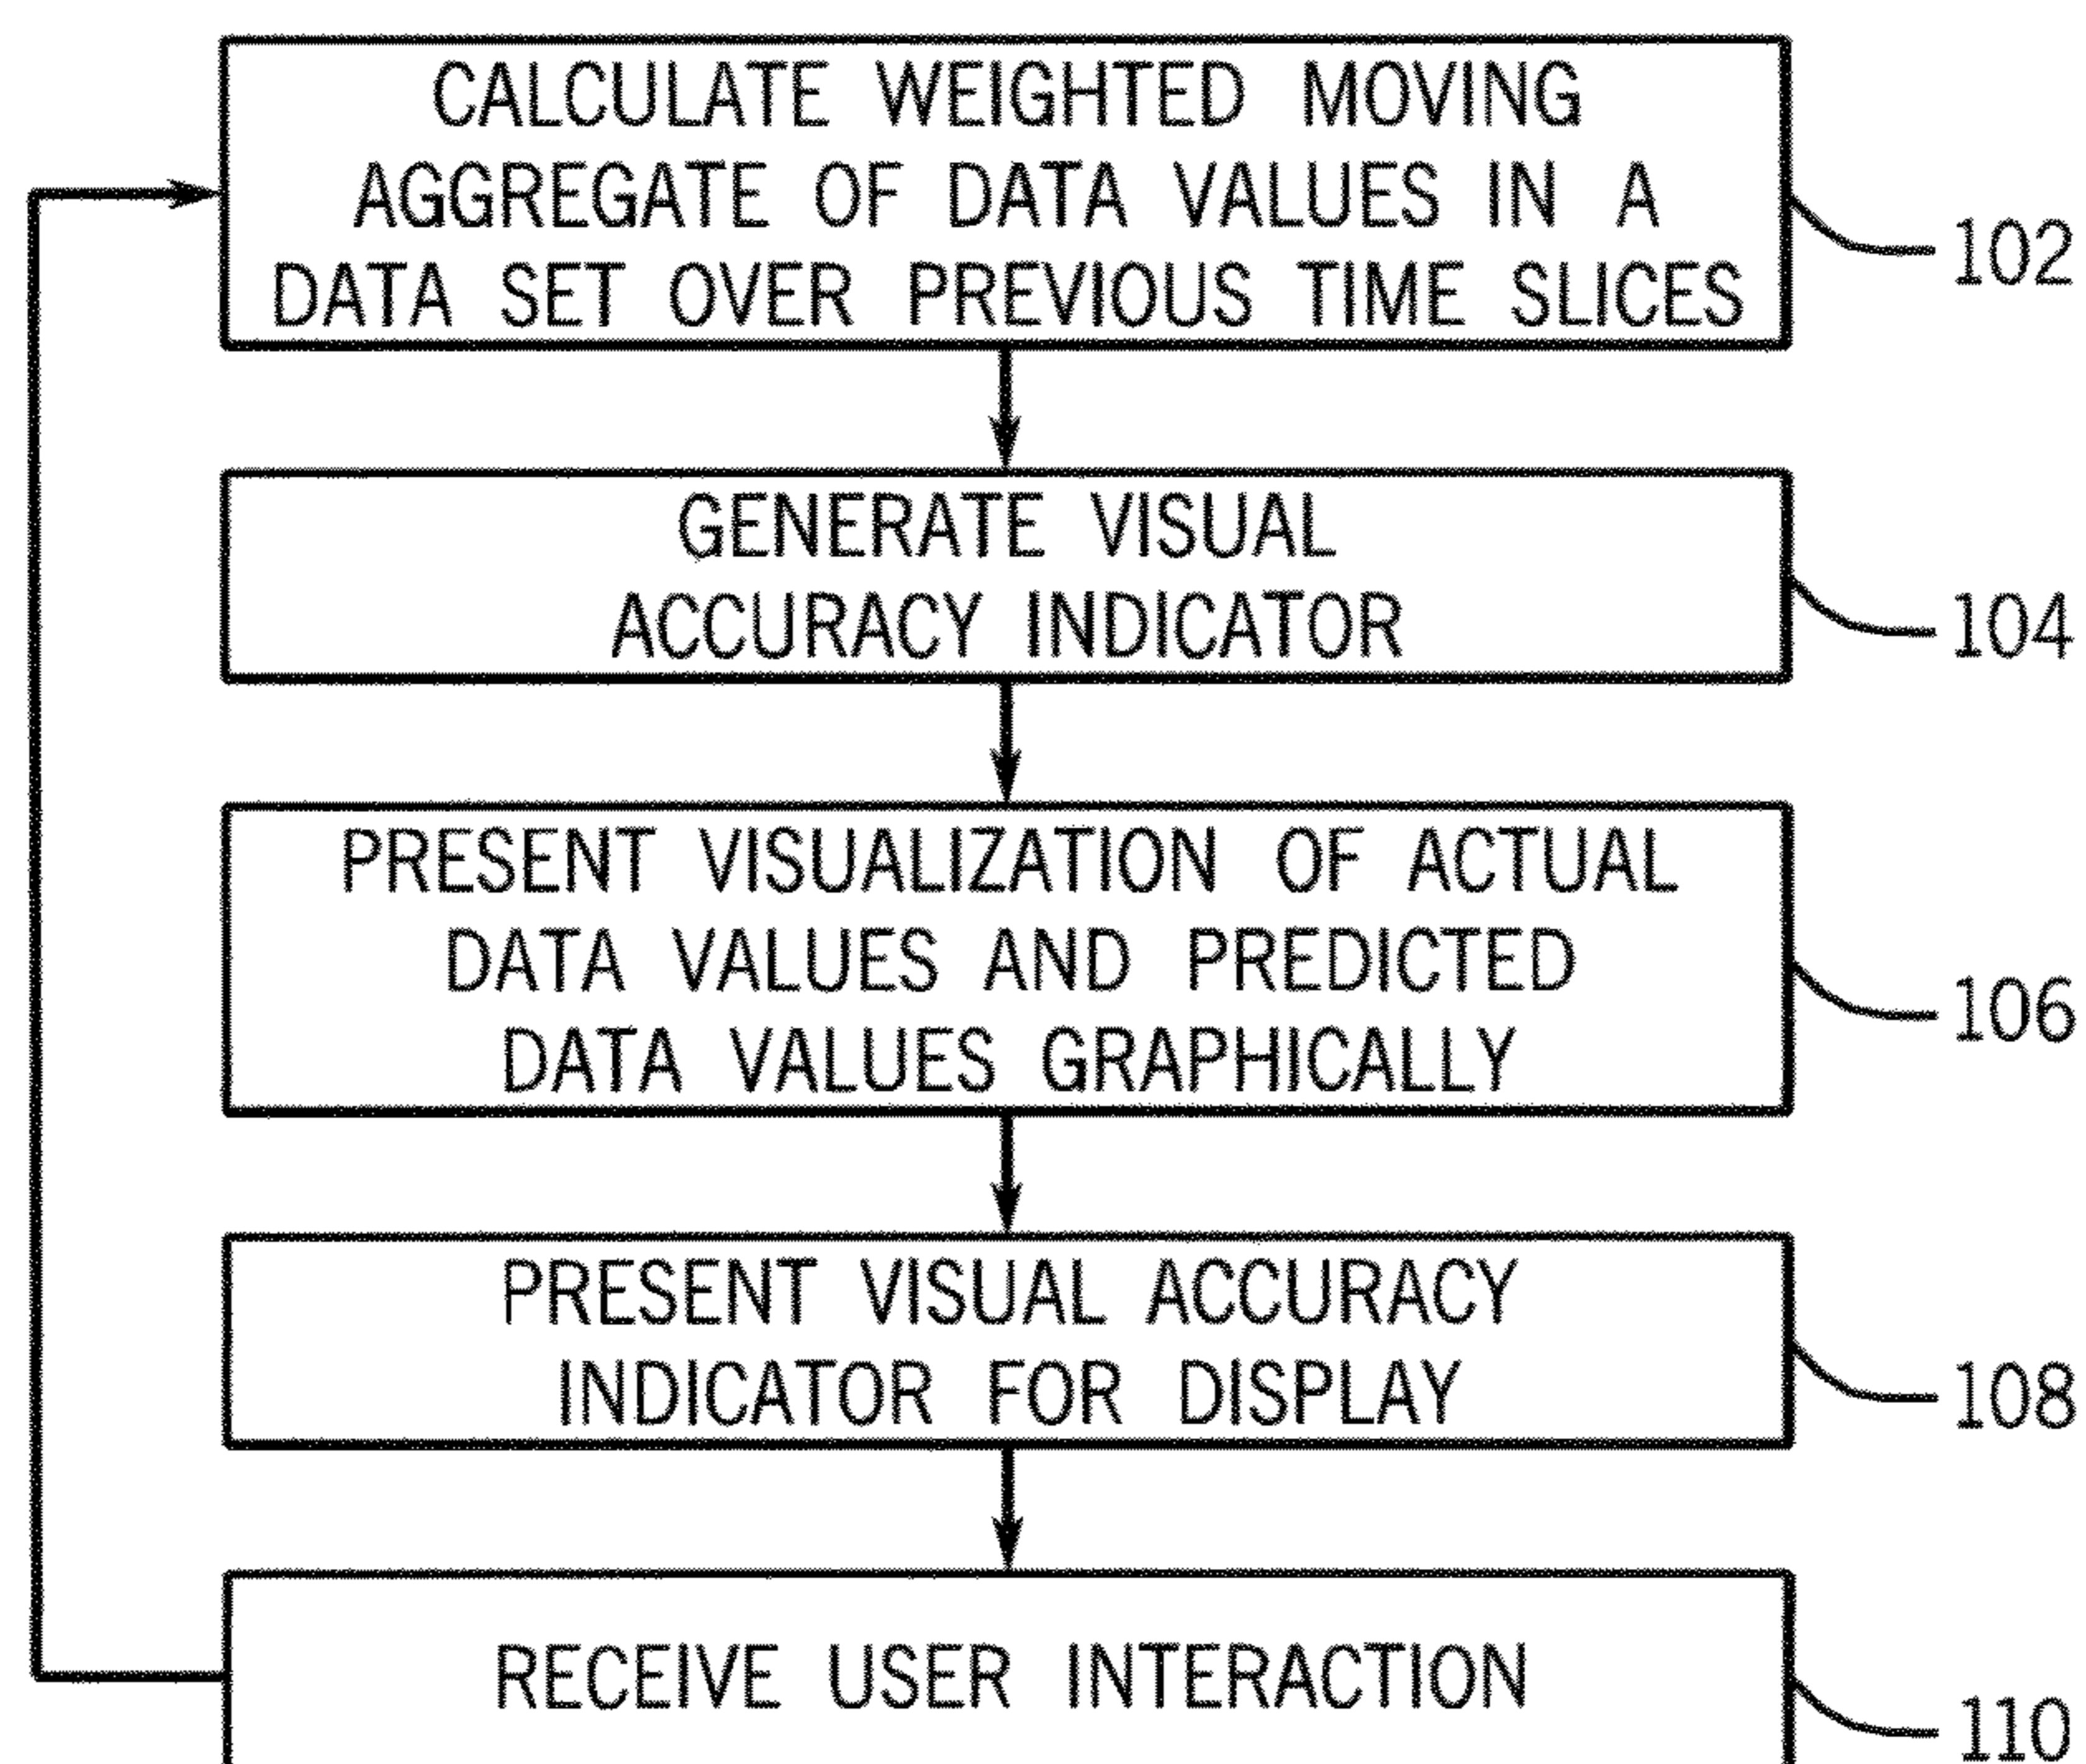 CALCULATE WEIGHTED MOVING
AGGREGATE OF DATA VALUES IN A
DATA SET OVER PREVIOUS TIME SLICES
102
GENERATE VISUAL
ACCURACY INDICATOR
104
PRESENT VISUALIZATION OF ACTUAL
DATA VALUES AND PREDICTED
DATA VALUES GRAPHICALLY
106
PRESENT VISUAL ACCURACY
INDICATOR FOR DISPLAY
108
RECEIVE USER INTERACTION
110